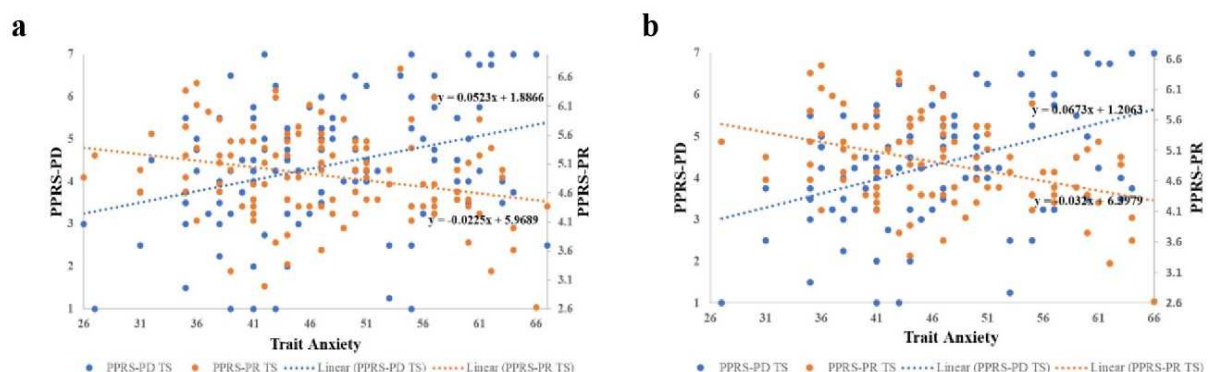 a
7
6
5
4
3
2
1
PPRS-PD
6.6
6.1
5.6
5.1
4.6
4.1
3.6
3.1
2.6
PPRS-PR
y = 0.0523x + 1.8866
y = -0.0225x + 5.9689
26 31 36 41 46 51 56 61 66
Trait Anxiety
PPRS-PD TS PPRS-PR TS Linear (PPRS-PD TS) Linear (PPRS-PR TS)
b
7
6
5
4
3
2
1
PPRS-PD
6.6
6.1
5.6
5.1
4.6
4.1
3.6
3.1
2.6
PPRS-PR
y = 0.0673x + 1.2063
y = -0.032x + 6.3979
26 31 36 41 46 51 56 61 66
Trait Anxiety
PPRS-PD TS PPRS-PR TS Linear (PPRS-PD TS) Linear (PPRS-PR TS)